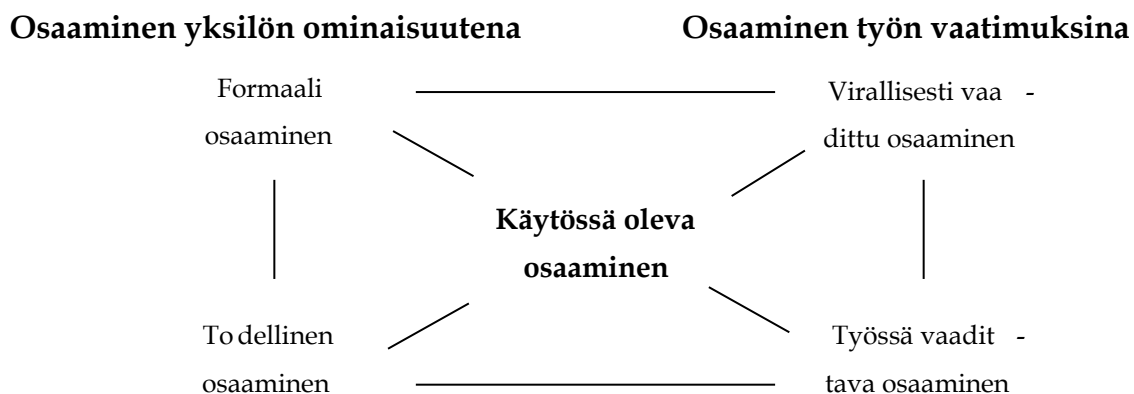 Osaaminen yksilön ominaisuutena
Osaaminen työn vaatimuksina
Formaali
osaaminen
Virallisesti vaa -
dittu osaaminen
Käytössä oleva
osaaminen
To dellinen
osaaminen
Työssä vaadit -
tava osaaminen